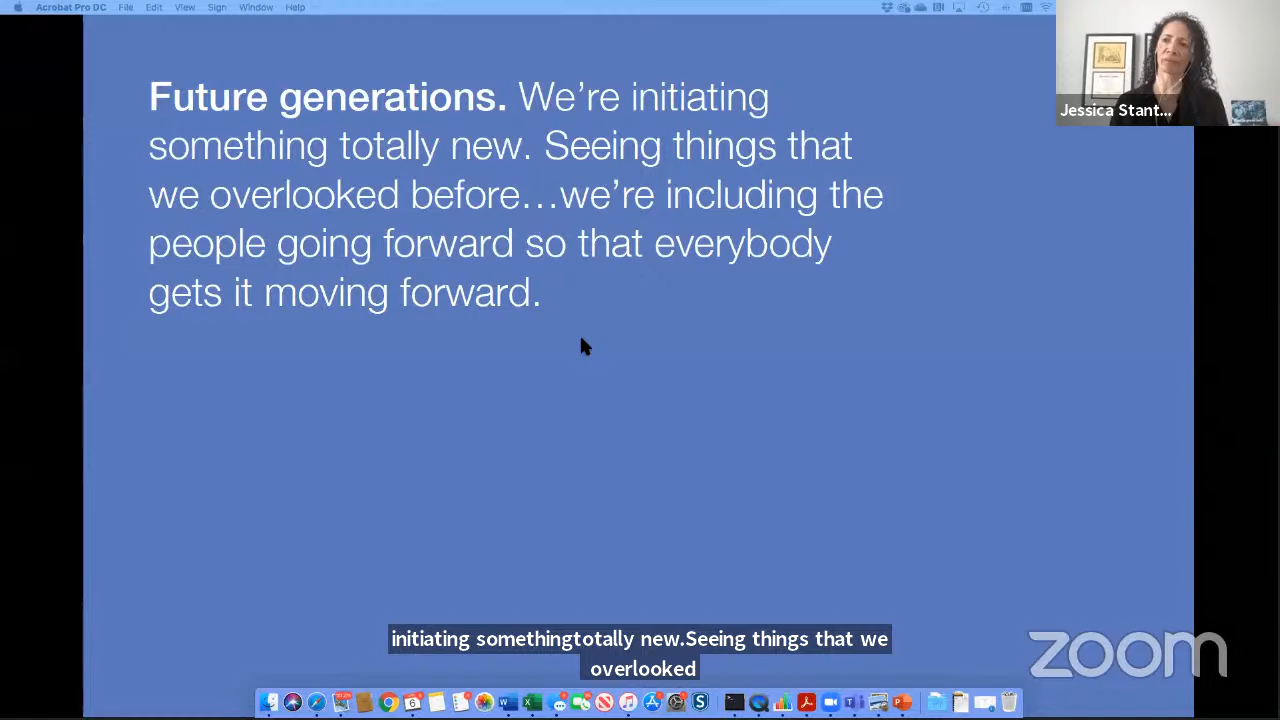 Acrobat Pro DC File Edit View Sign Window Help
Future generations. We're initiating
something totally new. Seeing things that
we overlooked before…we're including the
people going forward so that everybody
gets it moving forward.
Jessica Stant...
initiating somethingtotally new.Seeing things that we
overlooked
zoom